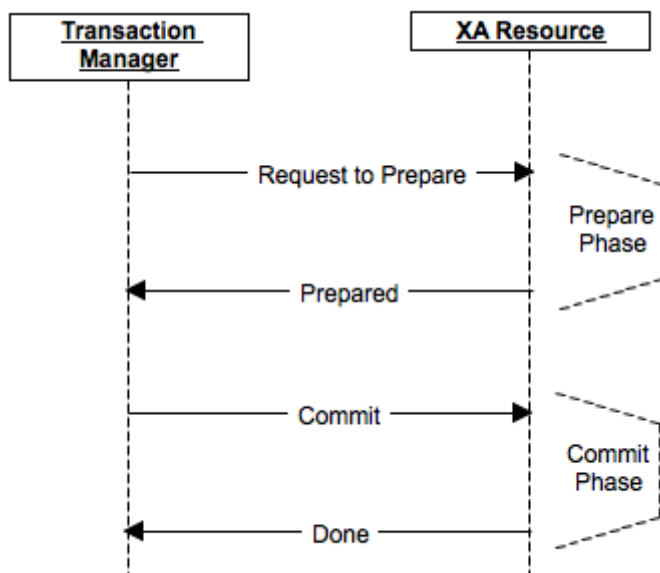 Transaction
Manager
XA Resource
Request to Prepare
Prepare
Phase
Prepared
Commit
Commit
Phase
Done